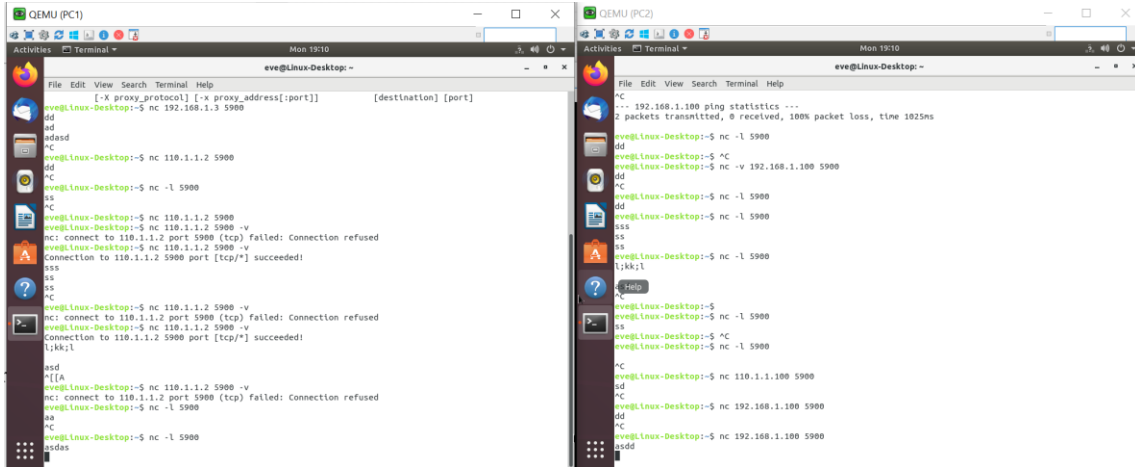 QEMU (PC1)
Activities Terminal Mon 19:10
eve@Linux-Desktop: ~
File Edit View Search Terminal Help
[-X proxy_protocol] [-x proxy_address[:port]] [destination] [port]
eve@Linux-Desktop:~$ nc 192.168.1.3 5900
dd
ad
adasd
^C
eve@Linux-Desktop:~$ nc 110.1.1.2 5900
dd
^C
eve@Linux-Desktop:~$ nc -l 5900
ss
^C
eve@Linux-Desktop:~$ nc 110.1.1.2 5900
eve@Linux-Desktop:~$ nc 110.1.1.2 5900 -v
nc: connect to 110.1.1.2 port 5900 (tcp) failed: Connection refused
eve@Linux-Desktop:~$ nc 110.1.1.2 5900 -v
Connection to 110.1.1.2 5900 port [tcp/*] succeeded!
sss
ss
ss
^C
eve@Linux-Desktop:~$ nc 110.1.1.2 5900 -v
nc: connect to 110.1.1.2 port 5900 (tcp) failed: Connection refused
eve@Linux-Desktop:~$ nc 110.1.1.2 5900 -v
Connection to 110.1.1.2 5900 port [tcp/*] succeeded!
l;kk;l
asd
^[[A
eve@Linux-Desktop:~$ nc 110.1.1.2 5900 -v
nc: connect to 110.1.1.2 port 5900 (tcp) failed: Connection refused
eve@Linux-Desktop:~$ nc -l 5900
aa
^C
eve@Linux-Desktop:~$ nc -l 5900
asdas
QEMU (PC2)
Activities Terminal Mon 19:10
eve@Linux-Desktop: ~
File Edit View Search Terminal Help
^C
--- 192.168.1.100 ping statistics ---
2 packets transmitted, 0 received, 100% packet loss, time 1025ms
eve@Linux-Desktop:~$ nc -l 5900
dd
eve@Linux-Desktop:~$ ^C
eve@Linux-Desktop:~$ nc -v 192.168.1.100 5900
dd
^C
eve@Linux-Desktop:~$ nc -l 5900
dd
eve@Linux-Desktop:~$ nc -l 5900
sss
ss
ss
eve@Linux-Desktop:~$ nc -l 5900
l;kk;l
Help
^C
eve@Linux-Desktop:~$
eve@Linux-Desktop:~$ nc -l 5900
ss
eve@Linux-Desktop:~$ ^C
eve@Linux-Desktop:~$ nc -l 5900
^C
eve@Linux-Desktop:~$ nc 110.1.1.100 5900
sd
^C
eve@Linux-Desktop:~$ nc 192.168.1.100 5900
dd
^C
eve@Linux-Desktop:~$ nc 192.168.1.100 5900
asdd